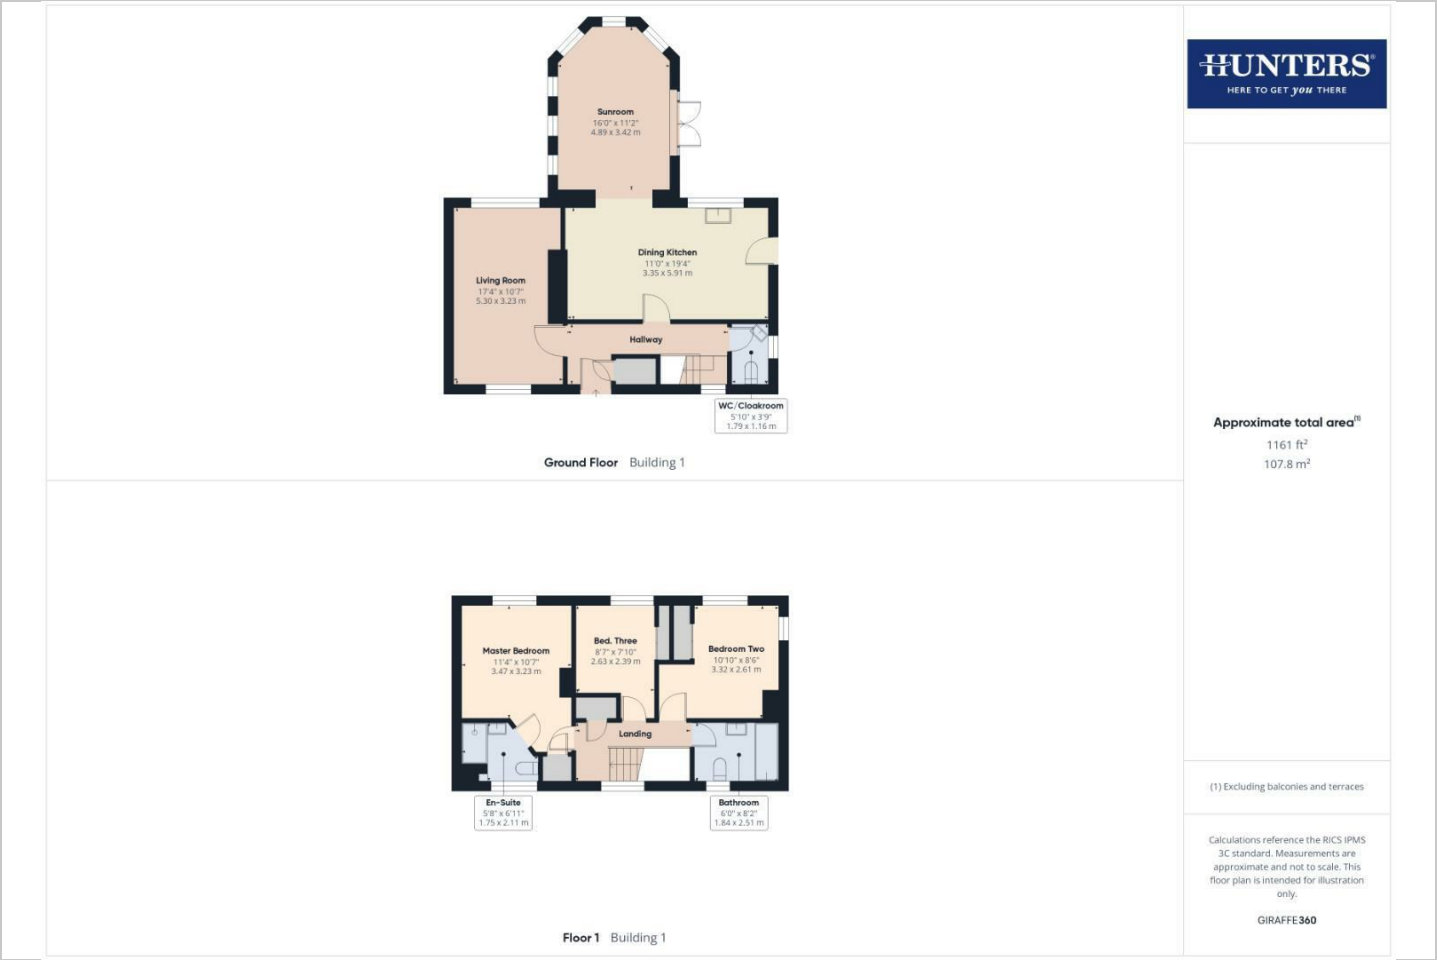 Sunroom
16'0" x 11'2"
4.89 x 3.42 m
Dining Kitchen
11'0" x 19'4"
3.35 x 5.91 m
Living Room
17'4" x 10'7"
5.30 x 3.23 m
Hallway
WC/Cloakroom
5'10" x 3'9"
1.79 x 1.16 m
Ground Floor Building 1
Master Bedroom
11'4" x 10'7"
3.47 x 3.23 m
Bed. Three
8'7" x 7'10"
2.63 x 2.39 m
Bedroom Two
10'10" x 8'6"
3.32 x 2.61 m
Landing
En-Suite
5'8" x 6'11"
1.75 x 2.11 m
Bathroom
6'0" x 8'2"
1.84 x 2.51 m
Floor 1 Building 1
HUNTERS®
HERE TO GET you THERE
Approximate total area(1)
1161 ft²
107.8 m²
(1) Excluding balconies and terraces
Calculations reference the RICS IPMS
3C standard. Measurements are
approximate and not to scale. This
floor plan is intended for illustration
only.
GIRAFFE360